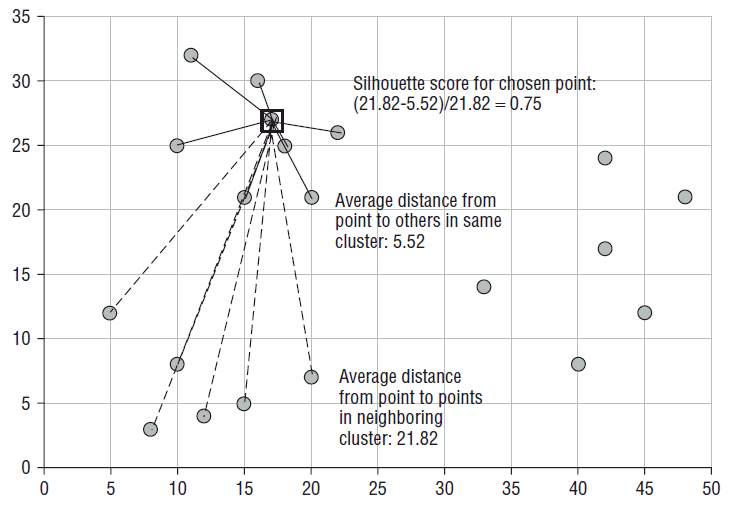 35
30
25
20
15
10
5
0
Silhouette score for chosen point:
(21.82-5.52)/21.82 = 0.75
Average distance from
point to others in same
cluster: 5.52
Average distance
from point to points
in neighboring
cluster: 21.82
0 5 10 15 20 25 30 35 40 45 50